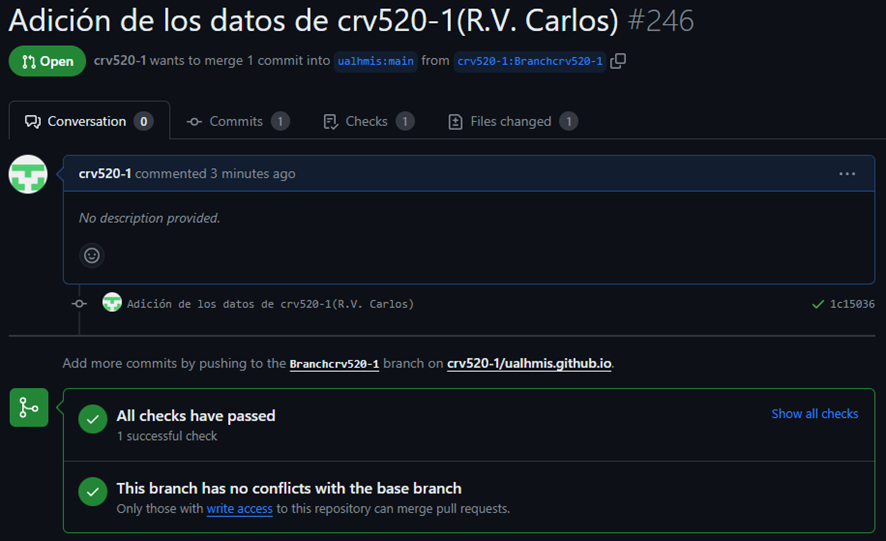 Adición de los datos de crv520-1(R.V. Carlos) #246
Open crv520-1 wants to merge 1 commit into ualhmis:main from crv520-1:Branchcrv520-1
Conversation 0 Commits 1 Checks 1 Files changed 1
crv520-1 commented 3 minutes ago
No description provided.
Adición de los datos de crv520-1(R.V. Carlos) 1c15036
Add more commits by pushing to the Branchcrv520-1 branch on crv520-1/ualhmis.github.io.
All checks have passed Show all checks
1 successful check
This branch has no conflicts with the base branch
Only those with write access to this repository can merge pull requests.